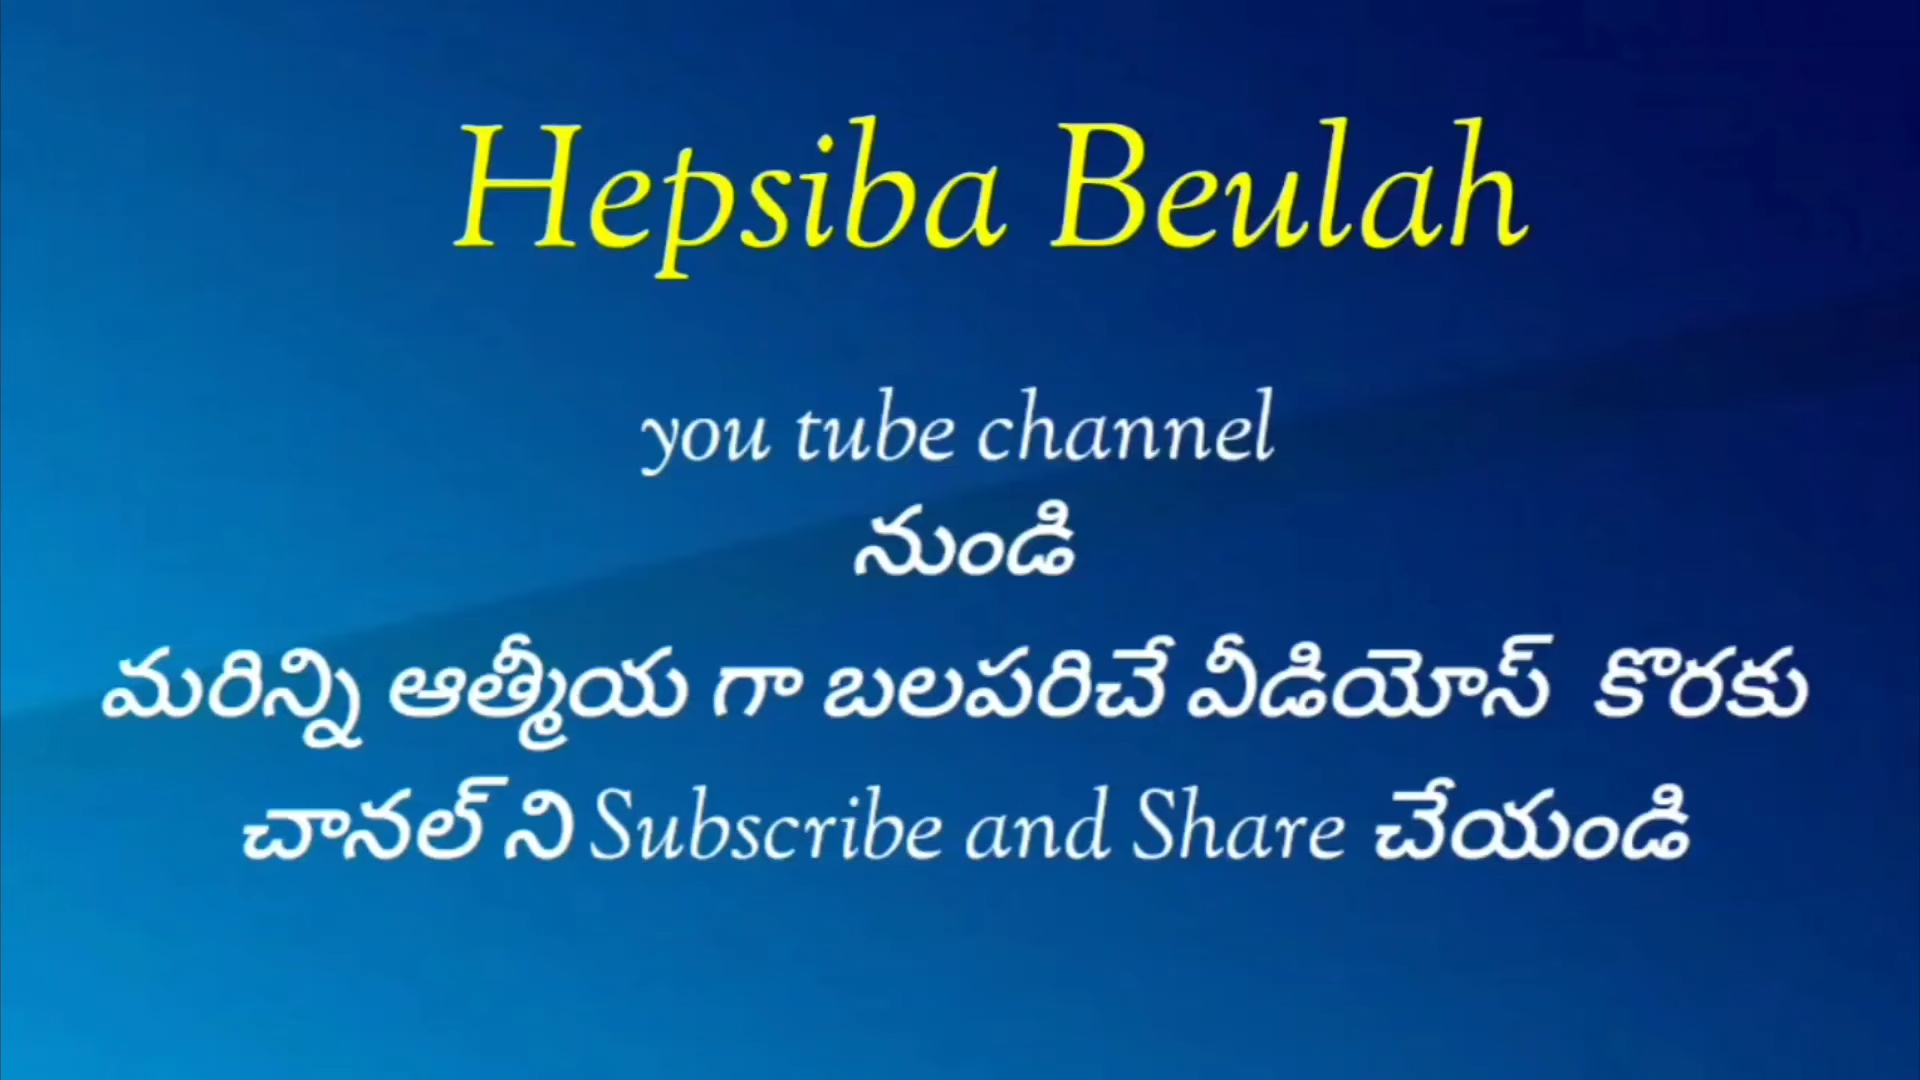 Hepsiba Beulah
you tube channel
నుండి
మరిన్ని ఆత్మీయ గా బలపరిచే వీడియోస్ కొరకు
చానల్ ని Subscribe and Share చేయండి